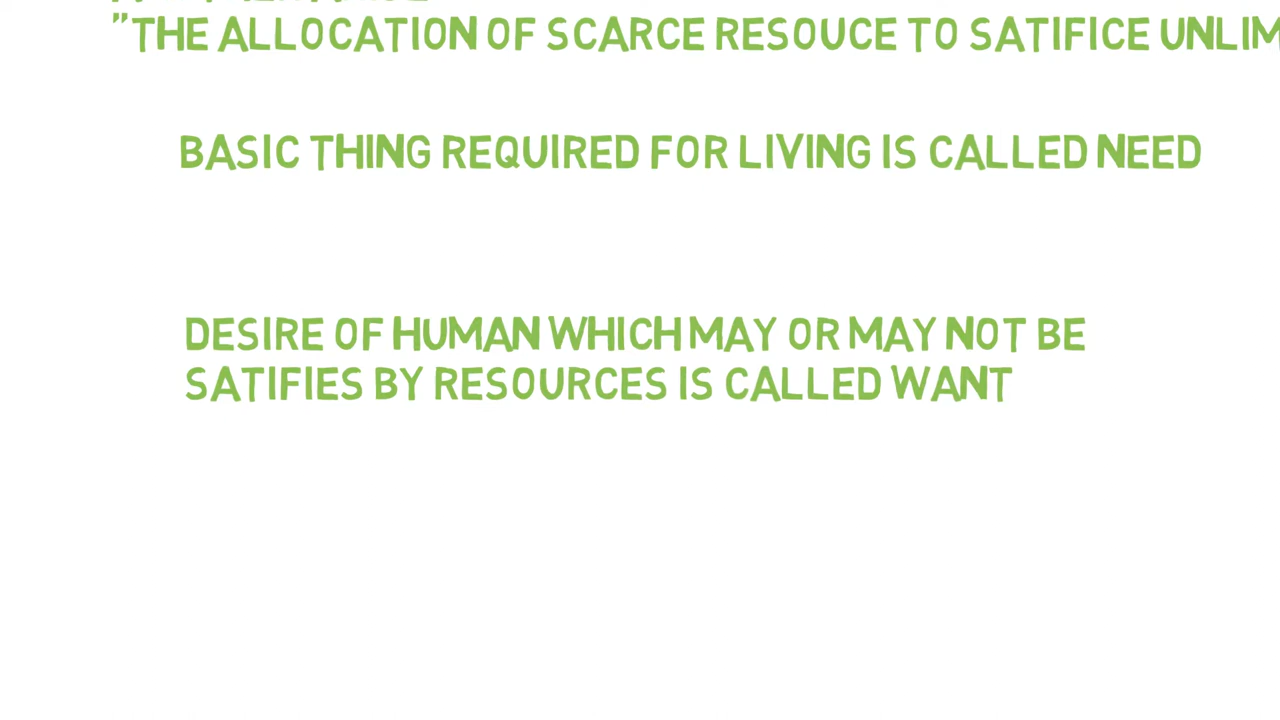 "THE ALLOCATION OF SCARCE RESOUCE TO SATIFICE
BASIC THING REQUIRED FOR LIVING IS CALLED NEED
DESIRE OF HUMAN WHICH MAY OR MAY NOT BE
SATIFIES BY RESOURCES IS CALLED WANT